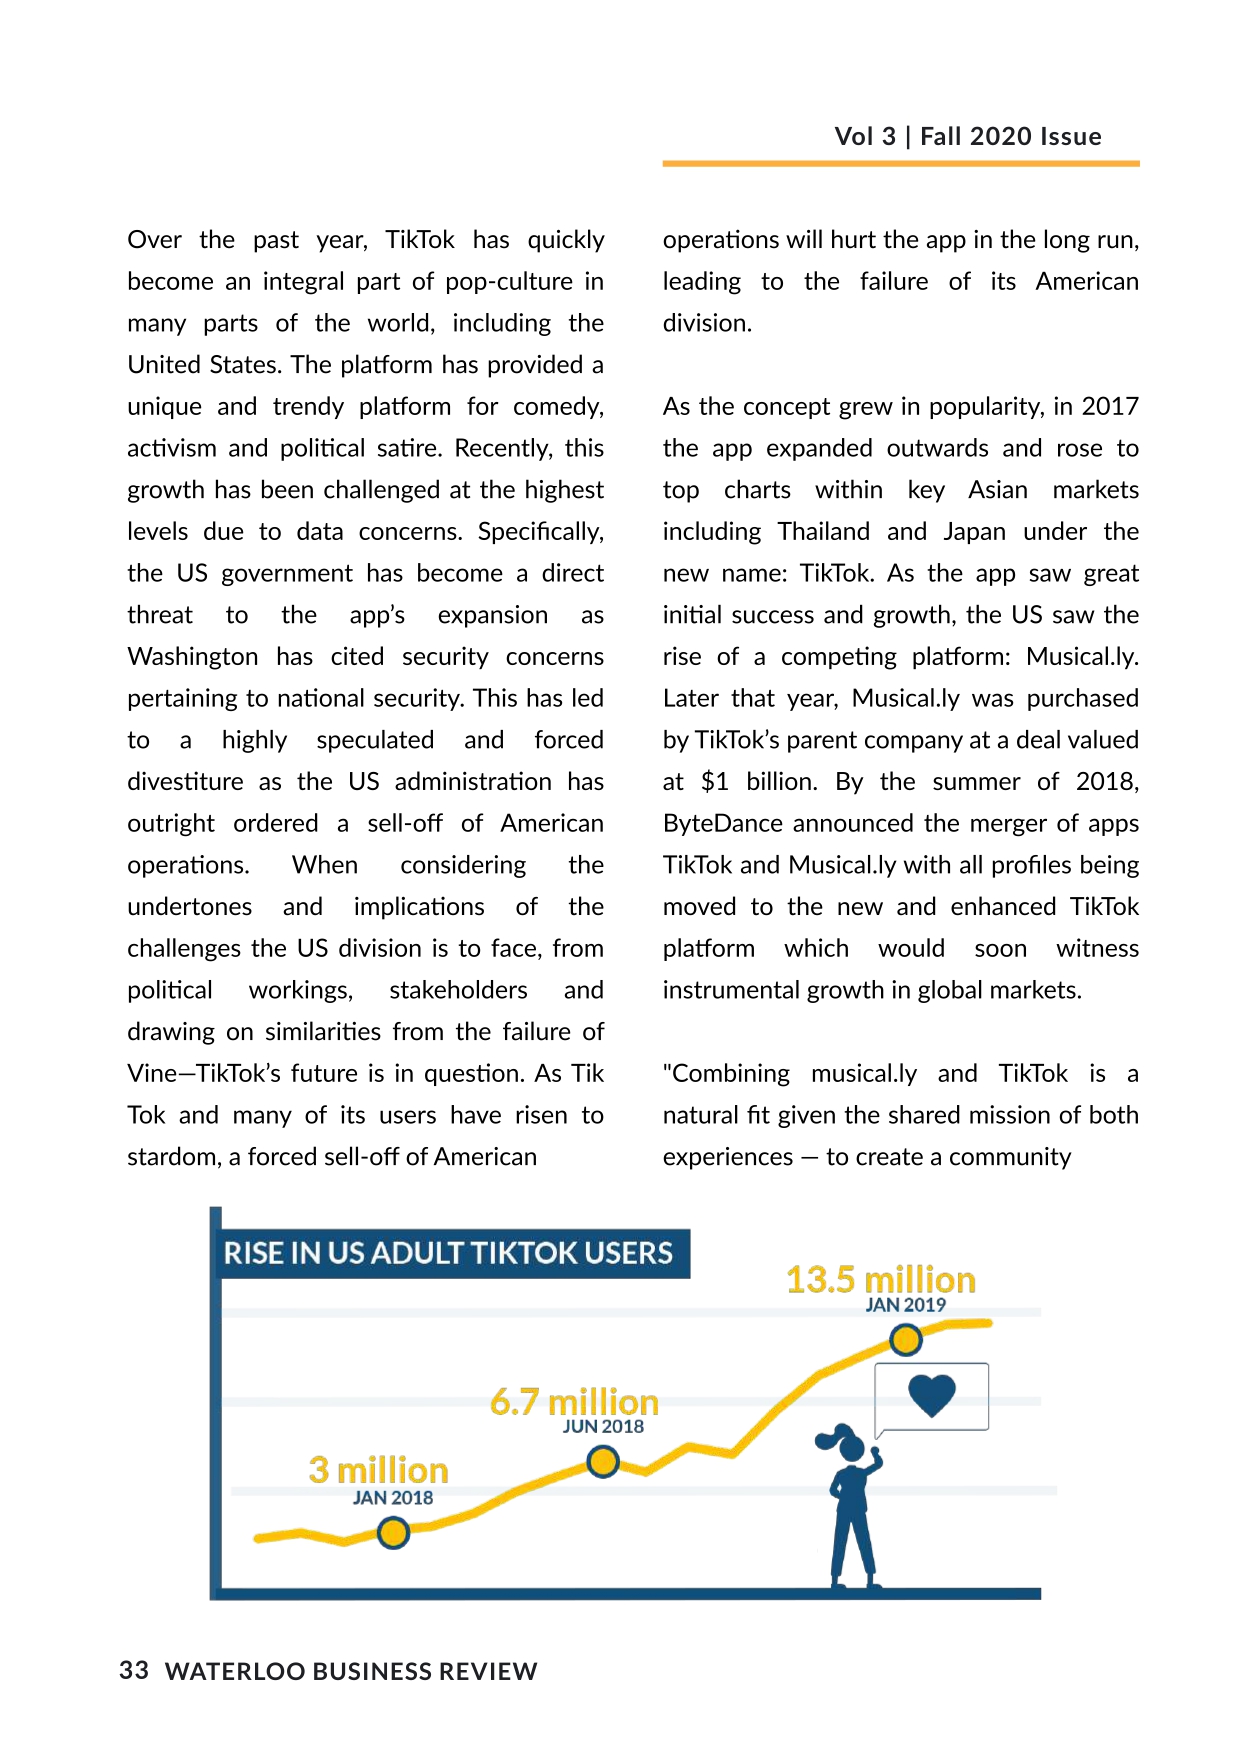 Vol 3 | Fall 2020 Issue
Over the past year, TikTok has quickly
become an integral part of pop-culture in
many parts of the world, including the
United States. The platform has provided a
unique and trendy platform for comedy,
activism and political satire. Recently, this
growth has been challenged at the highest
levels due to data concerns. Specifically,
the US government has become a direct
threat to the app’s expansion as
Washington has cited security concerns
pertaining to national security. This has led
to a highly speculated and forced
divestiture as the US administration has
outright ordered a sell-off of American
operations. When considering the
undertones and implications of the
challenges the US division is to face, from
political workings, stakeholders and
drawing on similarities from the failure of
Vine—TikTok’s future is in question. As Tik
Tok and many of its users have risen to
stardom, a forced sell-off of American
operations will hurt the app in the long run,
leading to the failure of its American
division.
As the concept grew in popularity, in 2017
the app expanded outwards and rose to
top charts within key Asian markets
including Thailand and Japan under the
new name: TikTok. As the app saw great
initial success and growth, the US saw the
rise of a competing platform: Musical.ly.
Later that year, Musical.ly was purchased
by TikTok’s parent company at a deal valued
at $1 billion. By the summer of 2018,
ByteDance announced the merger of apps
TikTok and Musical.ly with all profiles being
moved to the new and enhanced TikTok
platform which would soon witness
instrumental growth in global markets.
"Combining musical.ly and TikTok is a
natural fit given the shared mission of both
experiences — to create a community
RISE IN US ADULT TIKTOK USERS
13.5 million
JAN 2019
6.7 million
JUN 2018
3 million
JAN 2018
33 WATERLOO BUSINESS REVIEW